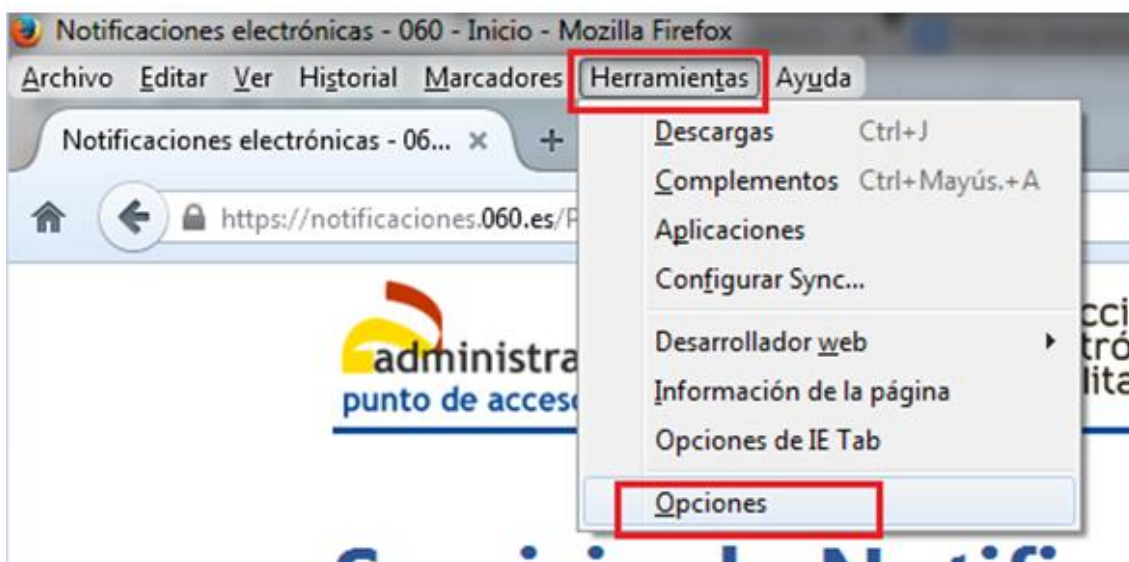 Notificaciones electrónicas - 060 - Inicio - Mozilla Firefox
Archivo Editar Ver Historial Marcadores Herramientas Ayuda
Notificaciones electrónicas - 06... × +
https://notificaciones.060.es/P
Descargas Ctrl+J
Complementos Ctrl+Mayús.+A
Aplicaciones
Configurar Sync...
Desarrollador web
Información de la página
Opciones de IE Tab
Opciones
administra
punto de acceso